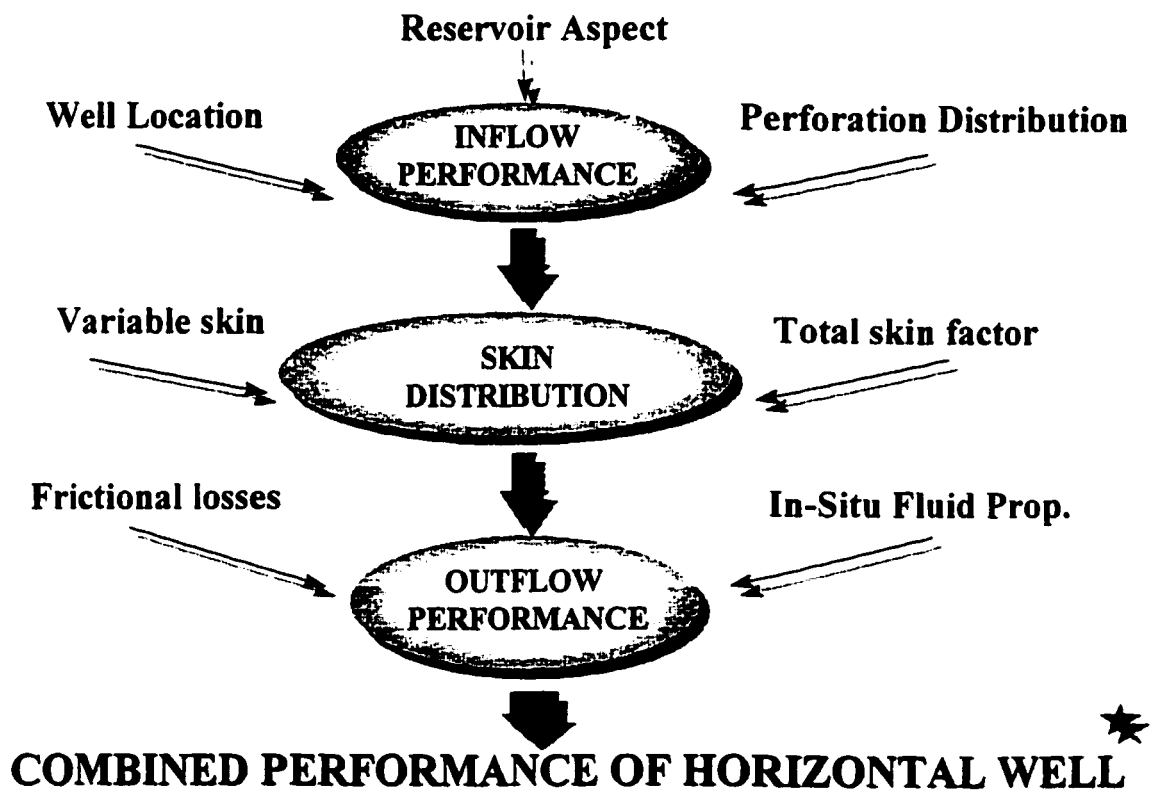 Reservoir Aspect
Well Location
Perforation Distribution
INFLOW
PERFORMANCE
Variable skin
Total skin factor
SKIN
DISTRIBUTION
Frictional losses
In-Situ Fluid Prop.
OUTFLOW
PERFORMANCE
COMBINED PERFORMANCE OF HORIZONTAL WELL